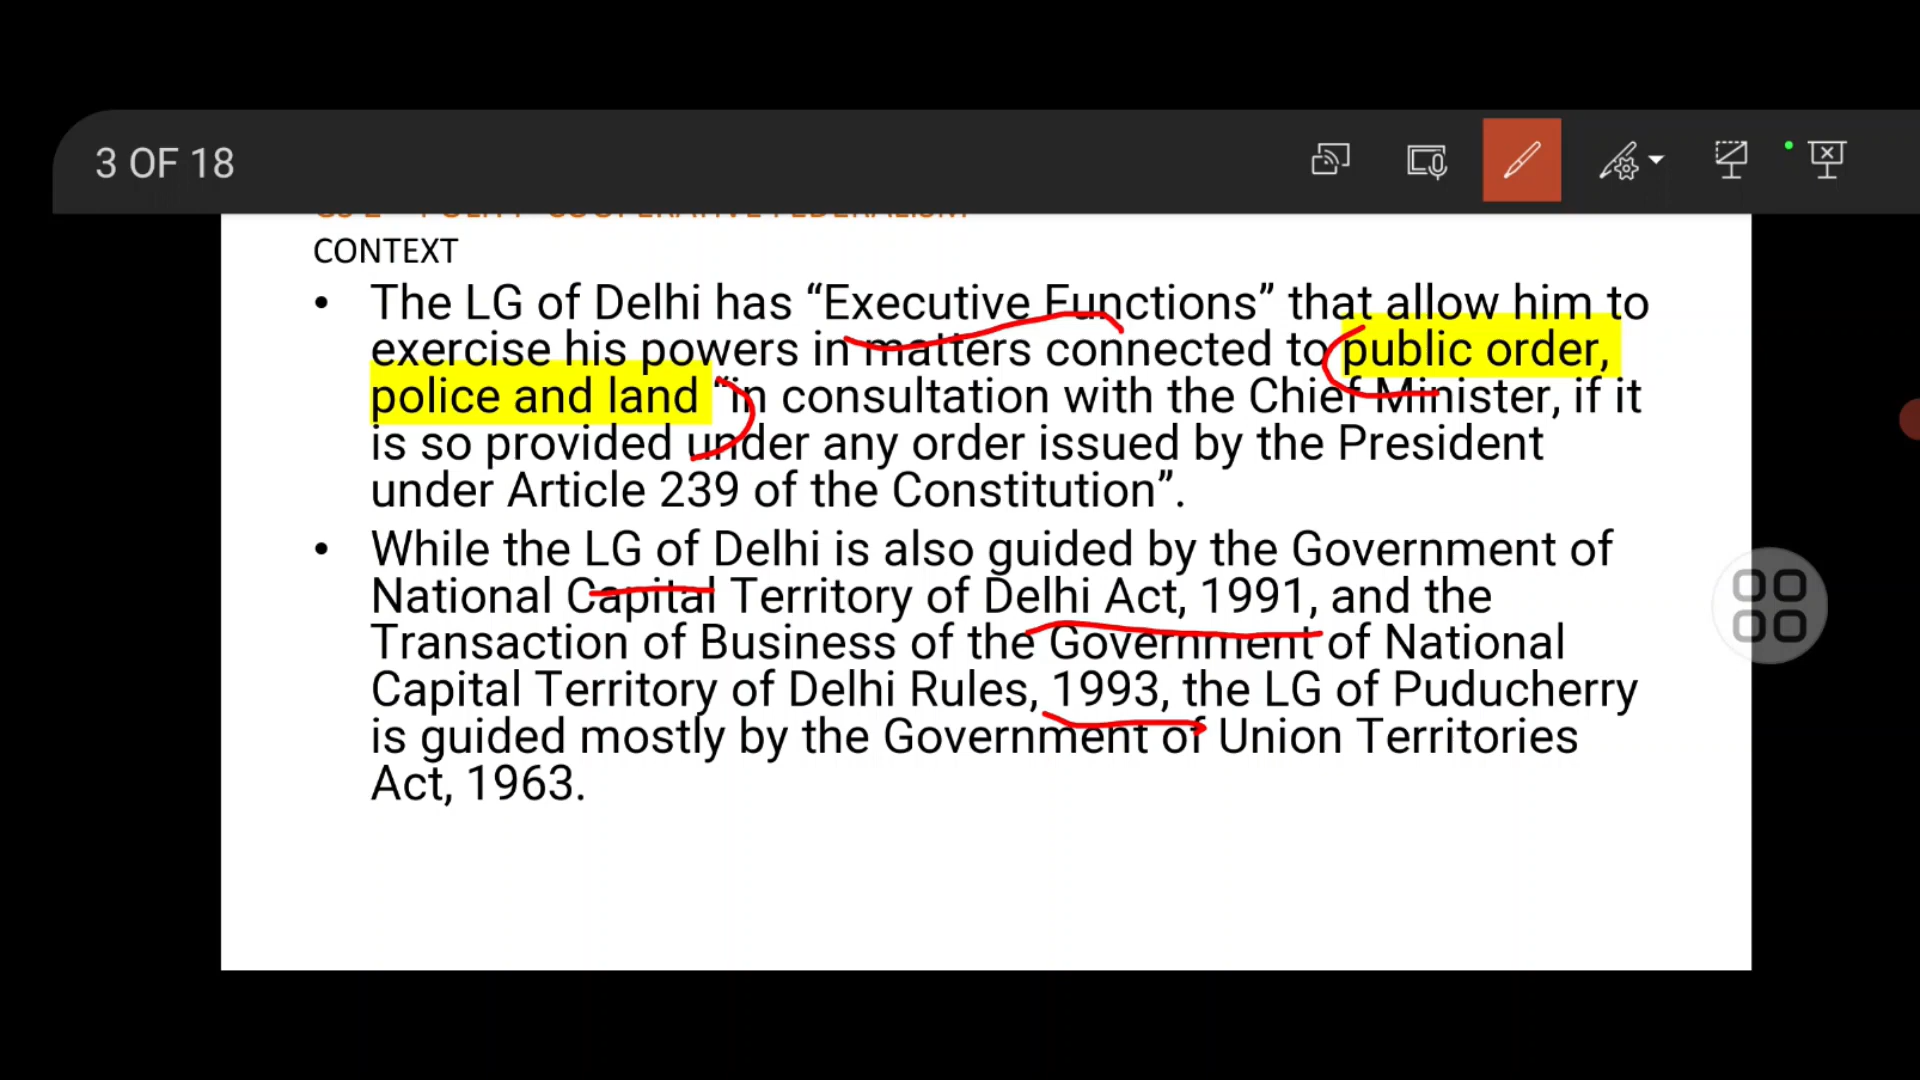 3 OF 18
CONTEXT
• The LG of Delhi has “Executive Functions” that allow him to
exercise his powers in matters connected to public order,
police and land “in consultation with the Chief Minister, if it
is so provided under any order issued by the President
under Article 239 of the Constitution”.
• While the LG of Delhi is also guided by the Government of
National Capital Territory of Delhi Act, 1991, and the
Transaction of Business of the Government of National
Capital Territory of Delhi Rules, 1993, the LG of Puducherry
is guided mostly by the Government of Union Territories
Act, 1963.